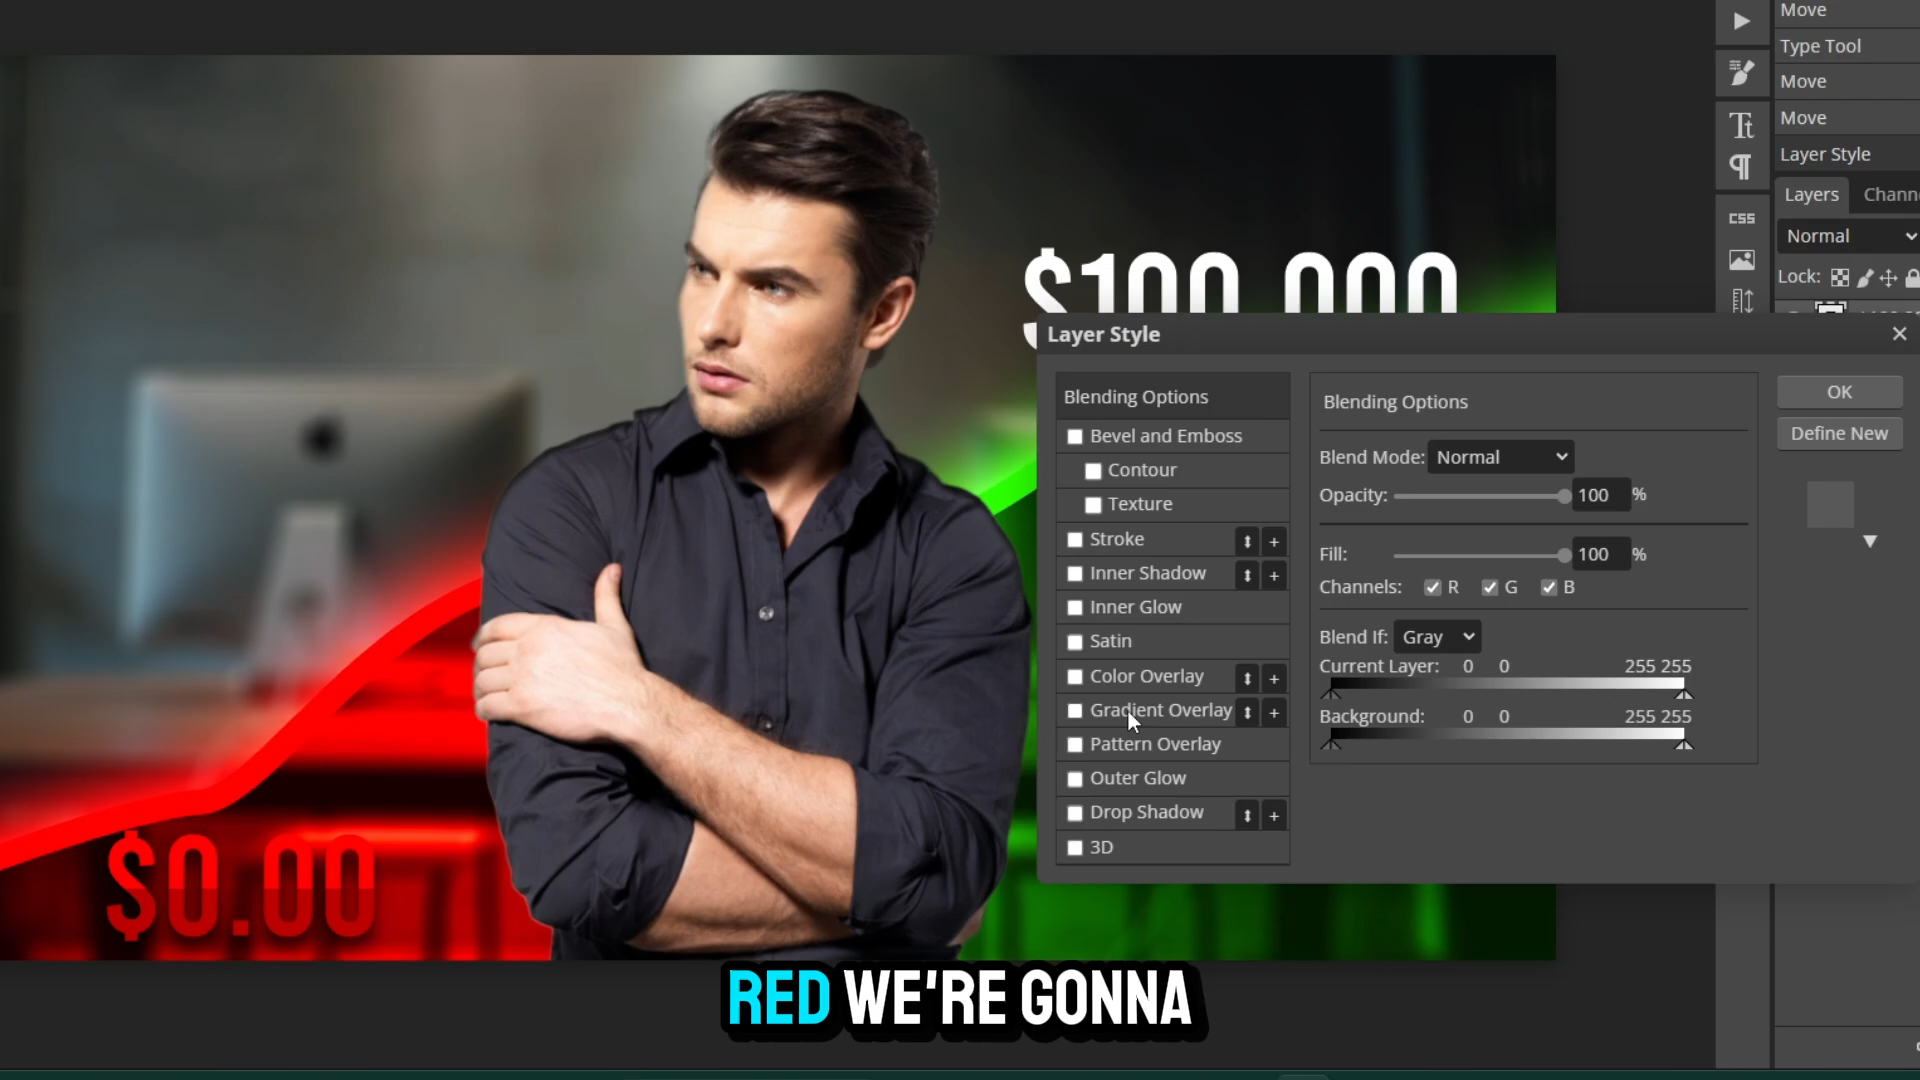 Move
Type Tool
Move
Move
Layer Style
Layers
Normal
Lock:
$100,000
Layer Style
Blending Options
Bevel and Emboss
Contour
Texture
Stroke
Inner Shadow
Inner Glow
Satin
Color Overlay
Gradient Overlay
Pattern Overlay
Outer Glow
Drop Shadow
3D
Blending Options
Blend Mode: Normal
Opacity: 100 %
Fill: 100 %
Channels: R G B
Blend If: Gray
Current Layer: 0 0 255 255
Background: 0 0 255 255
OK
Define New
CSS
$0.00
RED WE'RE GONNA